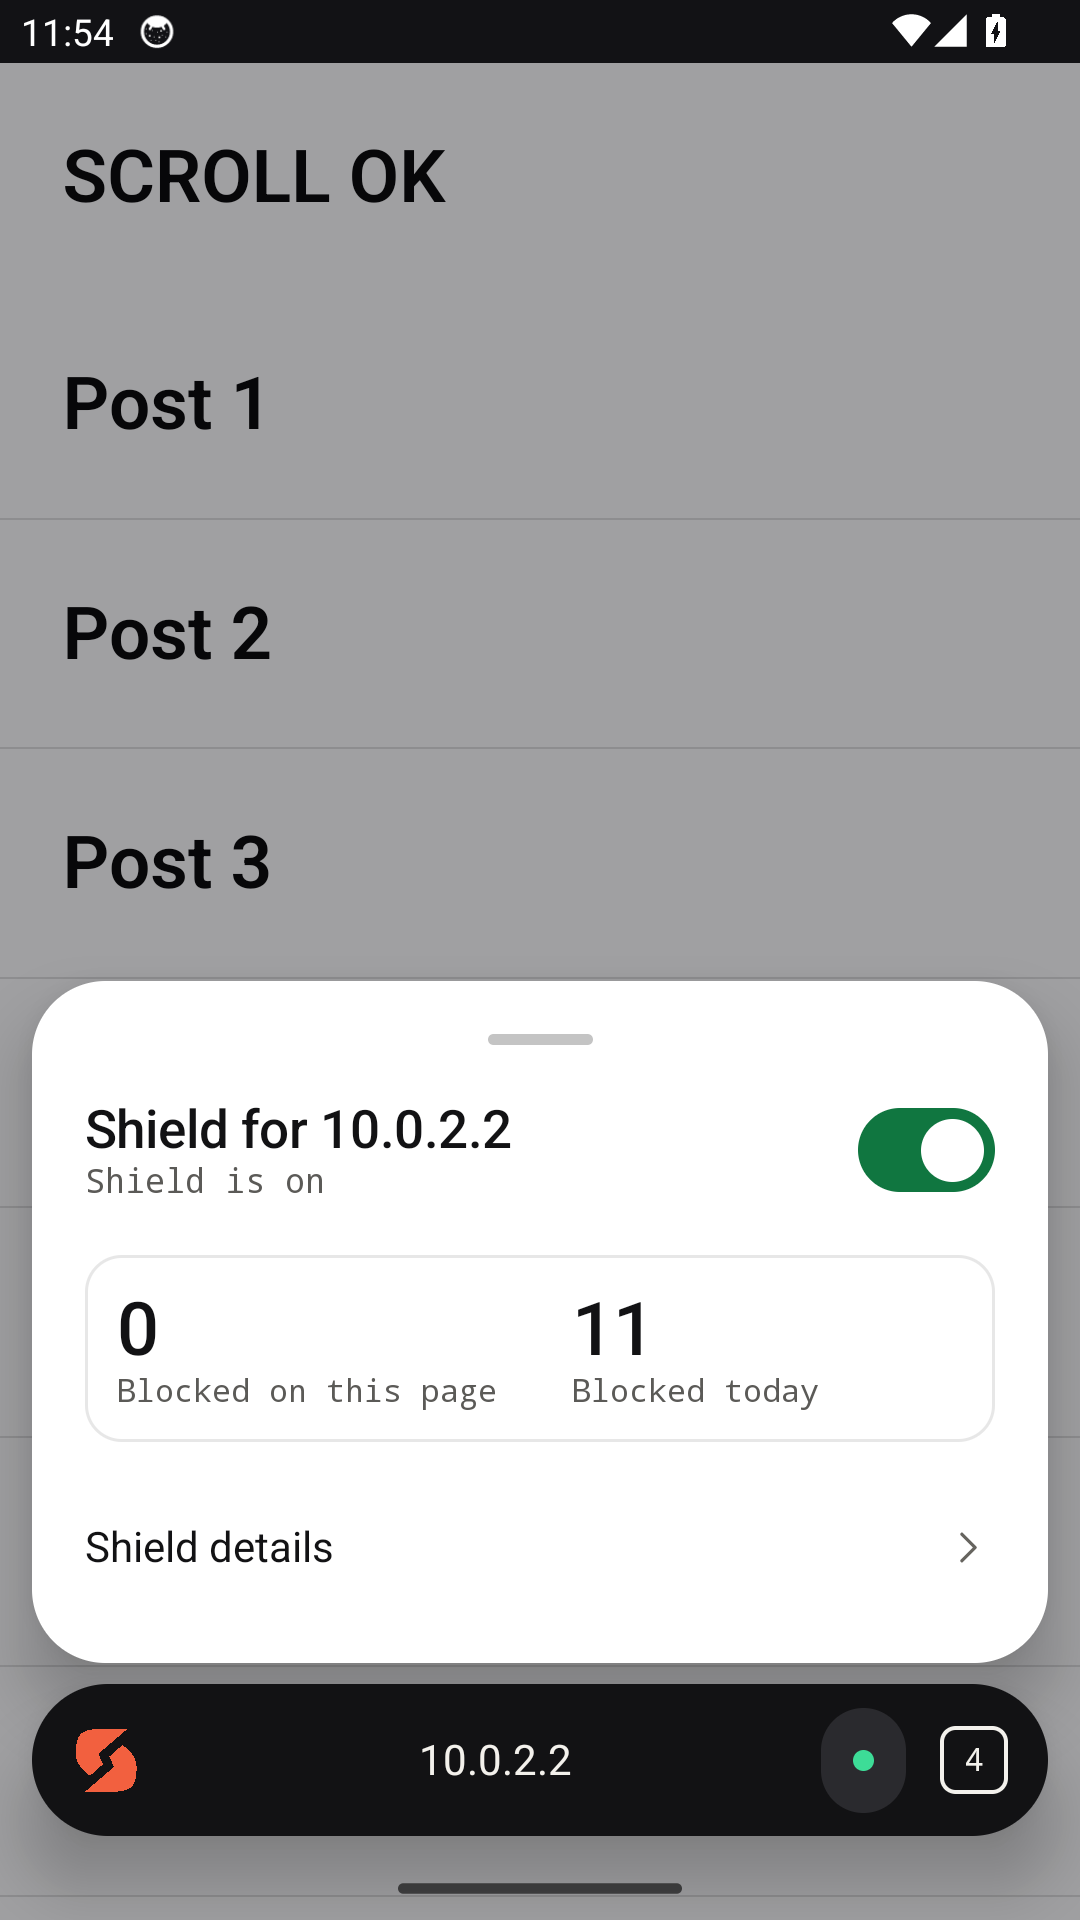 11:54
SCROLL OK
Post 1
Post 2
Post 3
Shield for 10.0.2.2
Shield is on
0
Blocked on this page
11
Blocked today
Shield details
10.0.2.2
4